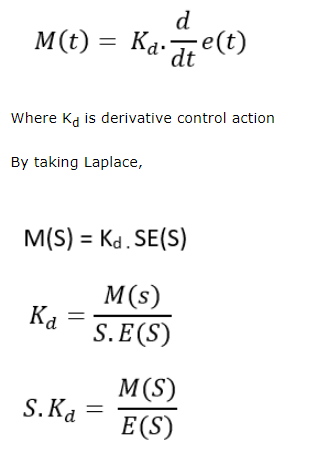 M(t) = K_d · d/dt e(t)
Where K_d is derivative control action
By taking Laplace,
M(S) = K_d . SE(S)
K_d = M(s) / S.E(S)
S.K_d = M(S) / E(S)